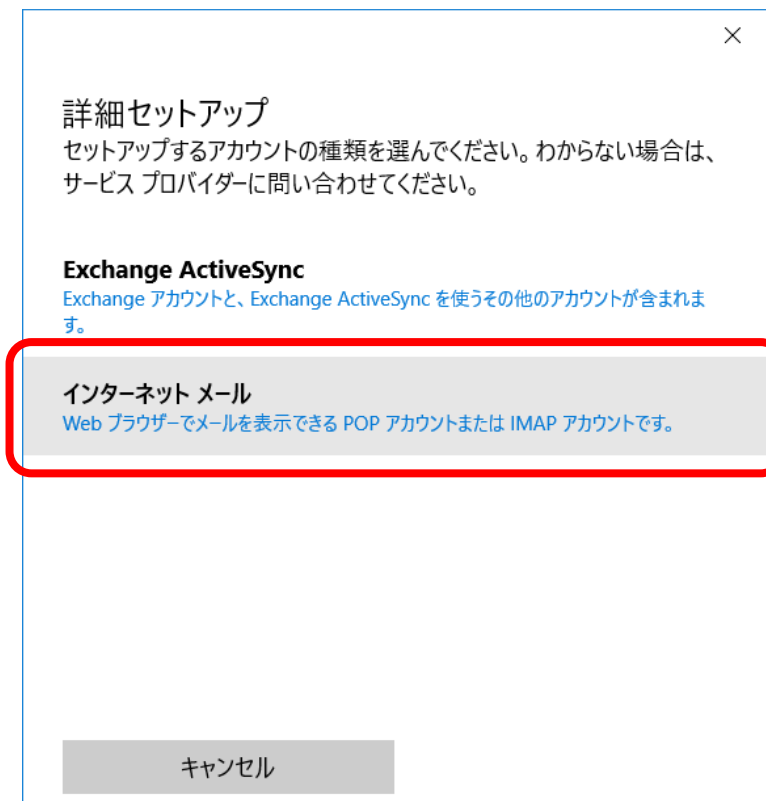 詳細セットアップ
セットアップするアカウントの種類を選んでください。わからない場合は、
サービス プロバイダーに問い合わせてください。
Exchange ActiveSync
Exchange アカウントと、Exchange ActiveSync を使うその他のアカウントが含まれま
す。
インターネット メール
Web ブラウザーでメールを表示できる POP アカウントまたは IMAP アカウントです。
キャンセル